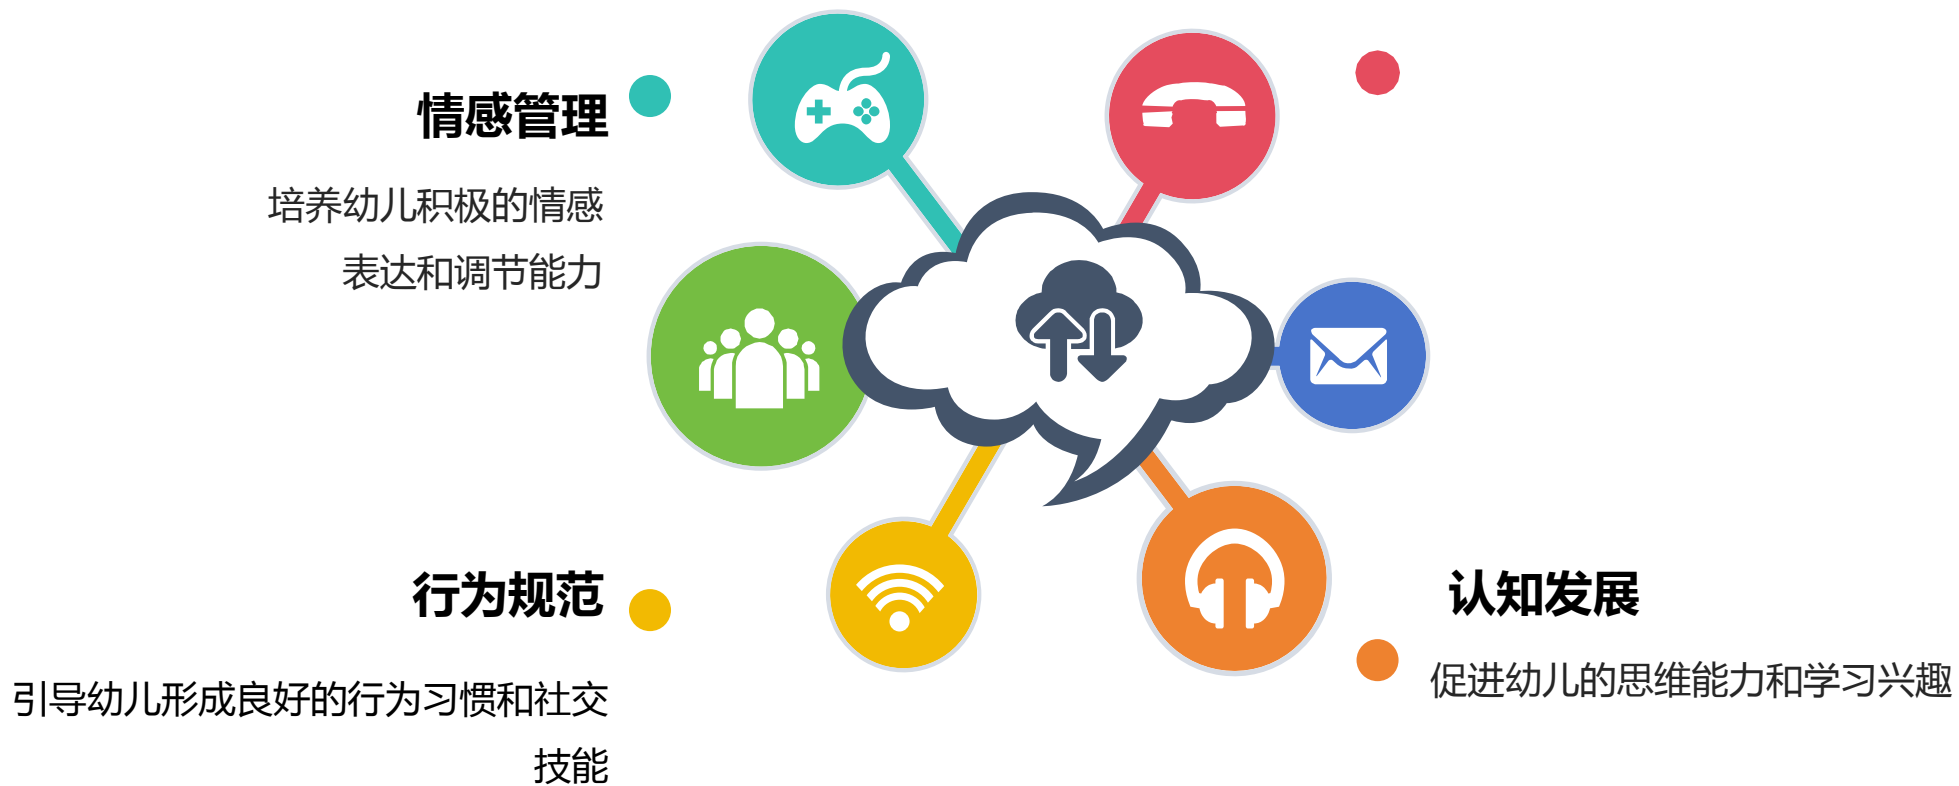 情感管理
培养幼儿积极的情感
表达和调节能力
行为规范
引导幼儿形成良好的行为习惯和社交
技能
认知发展
促进幼儿的思维能力和学习兴趣